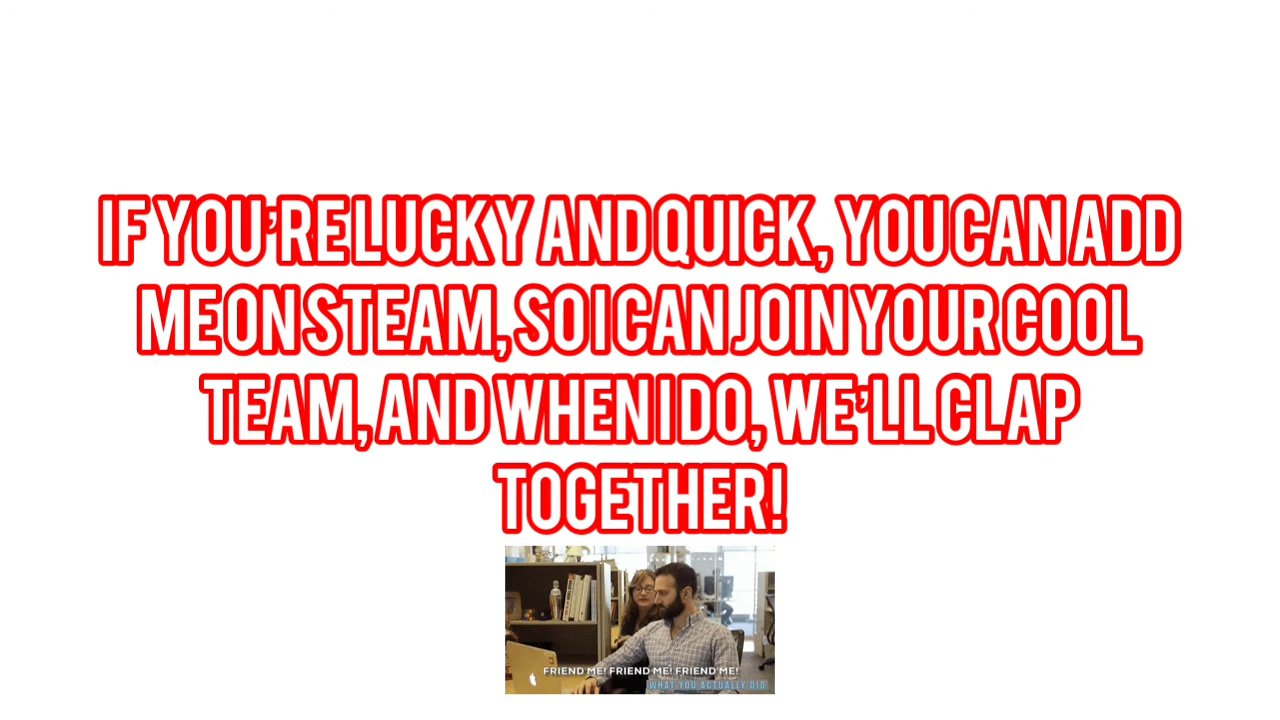 IF YOU'RE LUCKY AND QUICK, YOU CAN ADD
ME ON STEAM, SO I CAN JOIN YOUR COOL
TEAM, AND WHEN I DO, WE'LL CLAP
TOGETHER!
FRIEND ME! FRIEND ME! FRIEND ME!
WHAT YOU ACTUALLY DID.